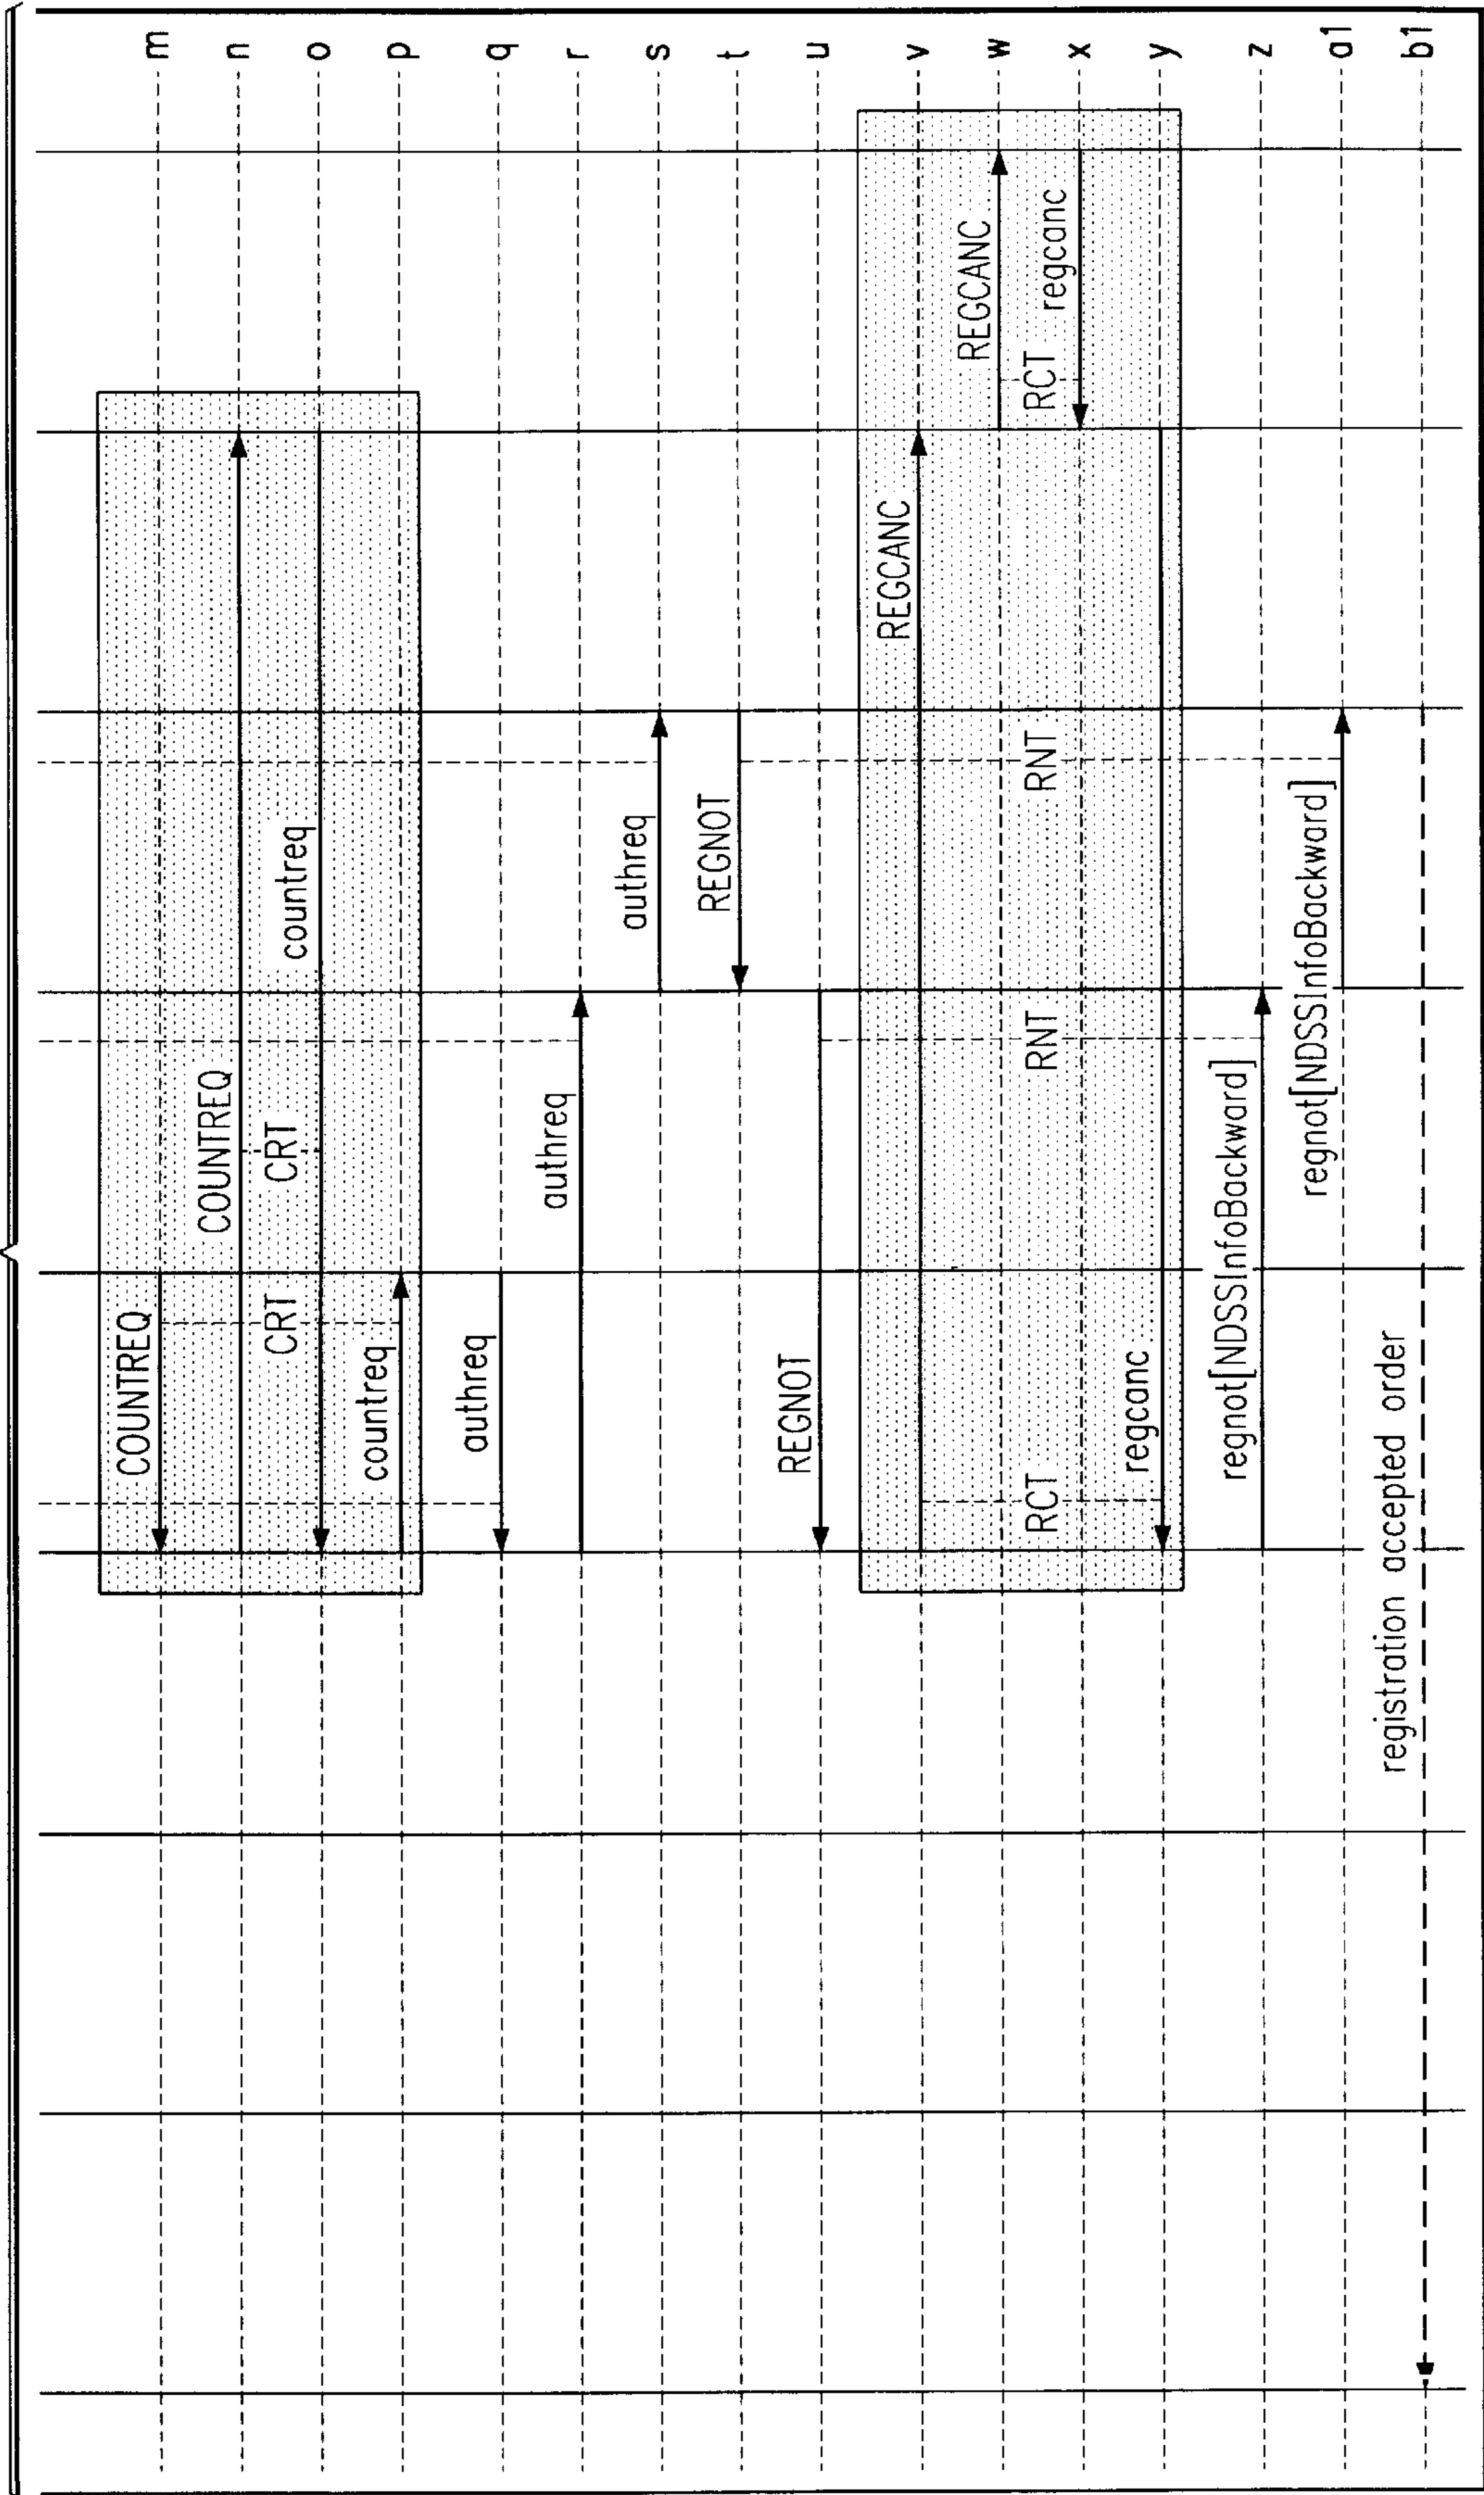 COUNTREQ m
COUNTREQ n
CRT CRT
countreq o
countreq p
authreq q
authreq r
authreq s
REGNOT t
REGNOT u
REGCANC v
REGCANC w
RCT RNT RNT RCT
regcanc x
regcanc y
regnot[NDSSInfoBackward] z
regnot[NDSSInfoBackward] a1
registration accepted order b1